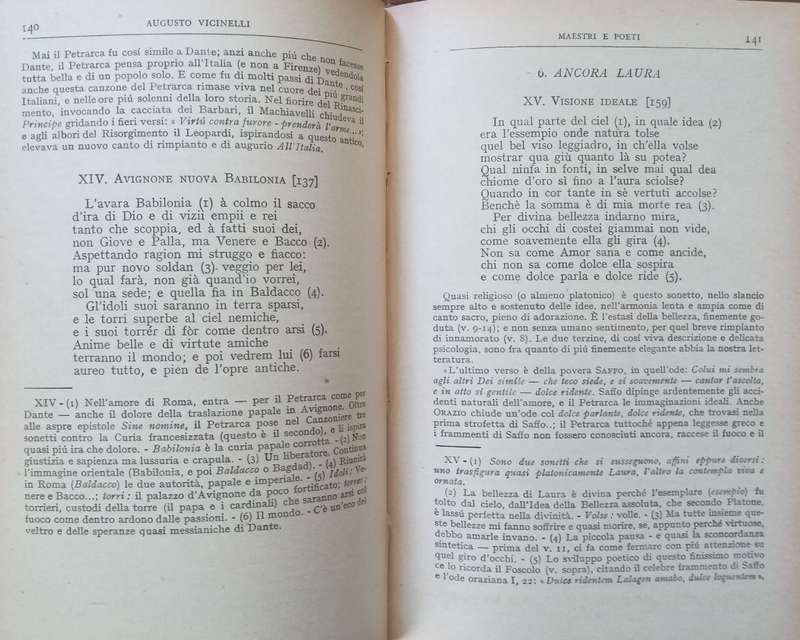 140
AUGUSTO VICINELLI
Mai il Petrarca fu cosí simile a Dante; anzi anche piú che non facesse
Dante, il Petrarca pensa proprio all'Italia (e non a Firenze) vedendola
tutta bella e di un popolo solo. E come fu di molti passi di Dante, cosí
anche questa canzone del Petrarca rimase viva nel cuore dei piú grandi
Italiani, e nelle ore piú solenni della loro storia. Nel fiorire del Rinasci-
mento, invocando la cacciata dei Barbari, il Machiavelli chiudeva il
Principe gridando i fieri versi: « Virtú contra furore - prenderà l'arme... »;
e agli albori del Risorgimento il Leopardi, ispirandosi a questo antico,
elevava un nuovo canto di rimpianto e di augurio All'Italia.
XIV. Avignone nuova Babilonia [137]
L'avara Babilonia (1) à colmo il sacco
d'ira di Dio e di vizii empii e rei
tanto che scoppia, ed à fatti suoi dei,
non Giove e Palla, ma Venere e Bacco (2).
Aspettando ragion mi struggo e fiacco:
ma pur novo soldan (3) veggio per lei,
lo qual farà, non già quand'io vorrei,
sol una sede; e quella fia in Baldacco (4).
Gl'idoli suoi saranno in terra sparsi,
e le torri superbe al ciel nemiche,
e i suoi torrér di fòr come dentro arsi (5).
Anime belle e di virtute amiche
terranno il mondo; e poi vedrem lui (6) farsi
aureo tutto, e pien de l'opre antiche.
XIV - (1) Nell'amore di Roma, entra — per il Petrarca come per
Dante — anche il dolore della traslazione papale in Avignone. Oltre
alle aspre epistole Sine nomine, il Petrarca pose nel Canzoniere tre
sonetti contro la Curia francesizzata (questo è il secondo), e li ispira
quasi piú ira che dolore. - Babilonia è la curia papale corrotta. - (2) Non
giustizia e sapienza ma lussuria e crapula. - (3) Un liberatore. Continua
l'immagine orientale (Babilonia, e poi Baldacco o Bagdad). - (4) Riunirà
in Roma (Baldacco) le due autorità, papale e imperiale. - (5) Idoli: Ve-
nere e Bacco...; torri: il palazzo d'Avignone da poco fortificato; torrer:
torrieri, custodi della torre (il papa e i cardinali) che saranno arsi col
fuoco come dentro ardono dalle passioni. - (6) Il mondo. - C'è un'eco del
veltro e delle speranze quasi messianiche di Dante.
MAESTRI E POETI
141
6. ANCORA LAURA
XV. Visione ideale [159]
In qual parte del ciel (1), in quale idea (2)
era l'essempio onde natura tolse
quel bel viso leggiadro, in ch'ella volse
mostrar qua giú quanto là su potea?
Qual ninfa in fonti, in selve mai qual dea
chiome d'oro sí fino a l'aura sciolse?
Quando in cor tante in sè vertuti accolse?
Benchè la somma è di mia morte rea (3).
Per divina bellezza indarno mira,
chi gli occhi di costei giammai non vide,
come soavemente ella gli gira (4).
Non sa come Amor sana e come ancide,
chi non sa come dolce ella sospira
e come dolce parla e dolce ride (5).
Quasi religioso (o almeno platonico) è questo sonetto, nello slancio
sempre alto e sostenuto delle idee, nell'armonia lenta e ampia come di
canto sacro, pieno di adorazione. È l'estasi della bellezza, finemente go-
duta (v. 9-14); e non senza umano sentimento, per quel breve rimpianto
di innamorato (v. 8). Le due terzine, di cosí viva descrizione e delicata
psicologia, sono fra quanto di piú finemente elegante abbia la nostra let-
teratura.
«L'ultimo verso è della povera Saffo, in quell'ode: Colui mi sembra
agli altri Dei simile — che teco siede, e sí soavemente — cantar t'ascolta,
e in atto sí gentile — dolce ridente. Saffo dipinge ardentemente gli acci-
denti naturali dell'amore, e il Petrarca le immaginazioni ideali. Anche
Orazio chiude un'ode col dolce parlante, dolce ridente, che trovasi nella
prima strofetta di Saffo..; il Petrarca tuttochè appena leggesse greco e
i frammenti di Saffo non fossero conosciuti ancora, raccese il fuoco e il
XV - (1) Sono due sonetti che si susseguono, affini eppure diversi:
uno trasfigura quasi platonicamente Laura, l'altro la contempla viva e
ornata.
(2) La bellezza di Laura è divina perché l'esemplare (esempio) fu
tolto dal cielo, dall'Idea della Bellezza assoluta, che secondo Platone,
è lassú perfetta nella divinità. - Volse: volle. - (3) Ma tutte insieme que-
ste bellezze mi fanno soffrire e quasi morire, se, appunto perché virtuose,
debbo amarle invano. - (4) La piccola pausa - e quasi la sconcordanza
sintetica — prima del v. 11, ci fa come fermare con piú attenzione su
quel giro d'occhi. - (5) Lo sviluppo poetico di questo finissimo motivo
ce lo ricorda il Foscolo (v. sopra), citando il celebre frammento di Saffo
e l'ode oraziana I, 22: « Dulce ridentem Lalagen amabo, dulce loquentem ».